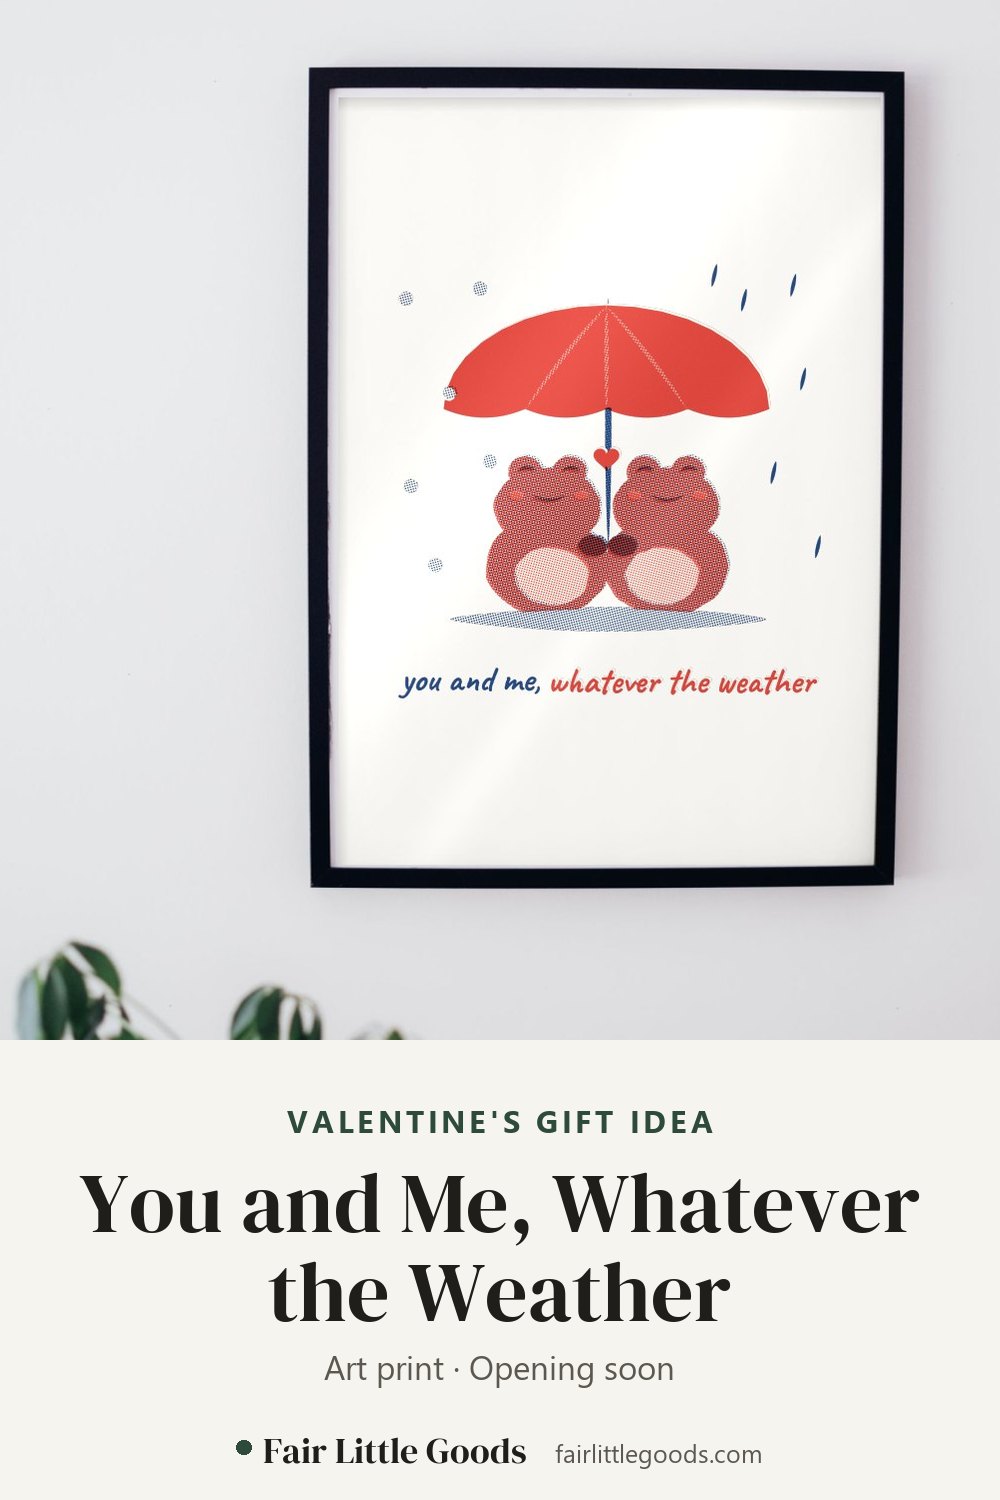 you and me, whatever the weather
VALENTINE'S GIFT IDEA
You and Me, Whatever
the Weather
Art print · Opening soon
Fair Little Goods fairlittlegoods.com